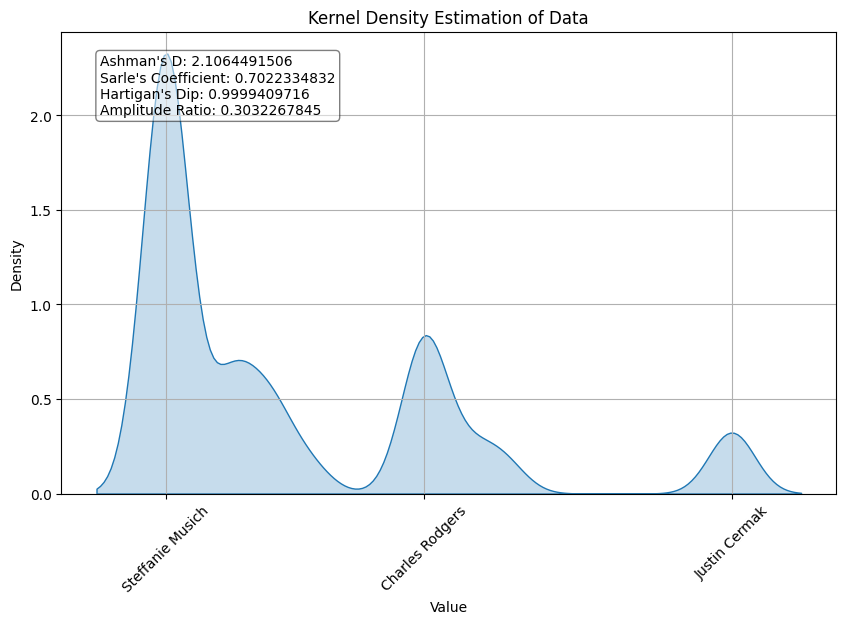 Kernel Density Estimation of Data
Ashman's D: 2.1064491506
Sarle's Coefficient: 0.7022334832
Hartigan's Dip: 0.9999409716
Amplitude Ratio: 0.3032267845
2.0
1.5
1.0
0.5
0.0
Density
Steffanie Musich
Charles Rodgers
Justin Cermak
Value